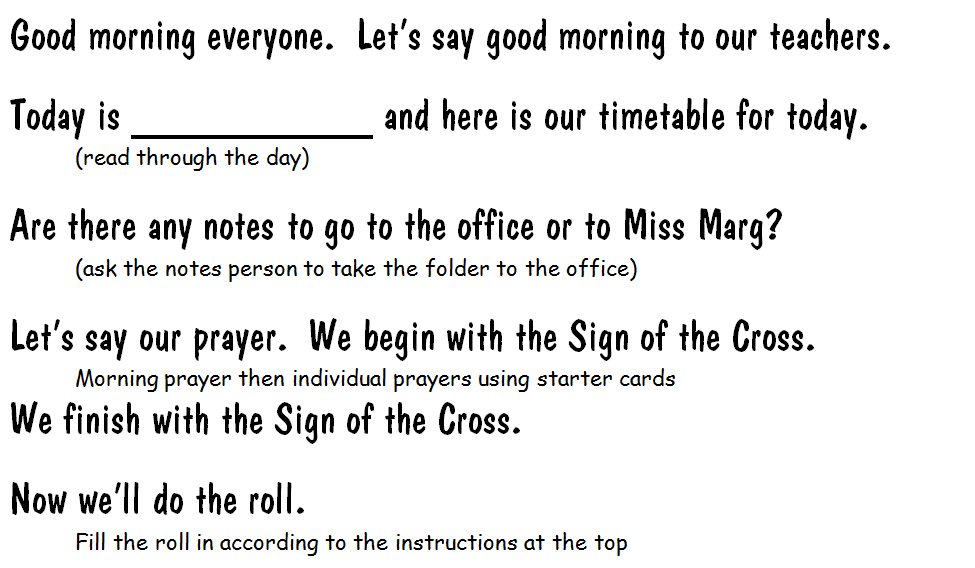 Good morning everyone.  Let's say good morning to our teachers.
Today is ______________ and here is our timetable for today.
(read through the day)
Are there any notes to go to the office or to Miss Marg?
(ask the notes person to take the folder to the office)
Let's say our prayer.  We begin with the Sign of the Cross.
Morning prayer then individual prayers using starter cards
We finish with the Sign of the Cross.
Now we'll do the roll.
Fill the roll in according to the instructions at the top